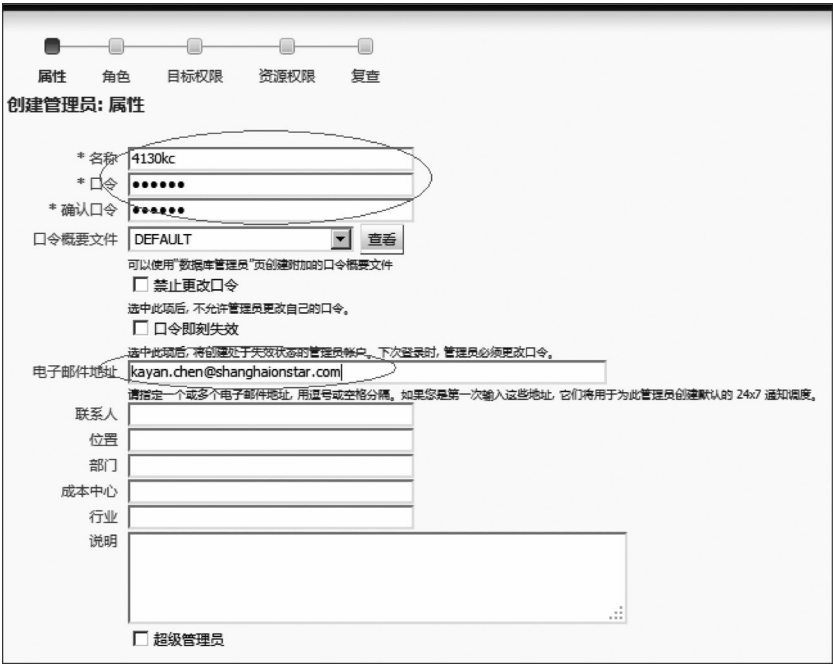 属性 角色 目标权限 资源权限 复查
创建管理员: 属性
* 名称 4130kc
* 口令 ●●●●●●
* 确认口令 ●●●●●●
口令概要文件 DEFAULT 查看
可以使用"数据库管理员"页创建附加的口令概要文件
禁止更改口令
选中此项后, 不允许管理员更改自己的口令。
口令即刻失效
选中此项后, 将创建处于失效状态的管理员帐户。下次登录时, 管理员必须更改口令。
电子邮件地址 kayan.chen@shanghaionstar.com
请指定一个或多个电子邮件地址, 用逗号或空格分隔。如果您是第一次输入这些地址, 它们将用于为此管理员创建默认的 24x7 通知调度。
联系人
位置
部门
成本中心
行业
说明
超级管理员